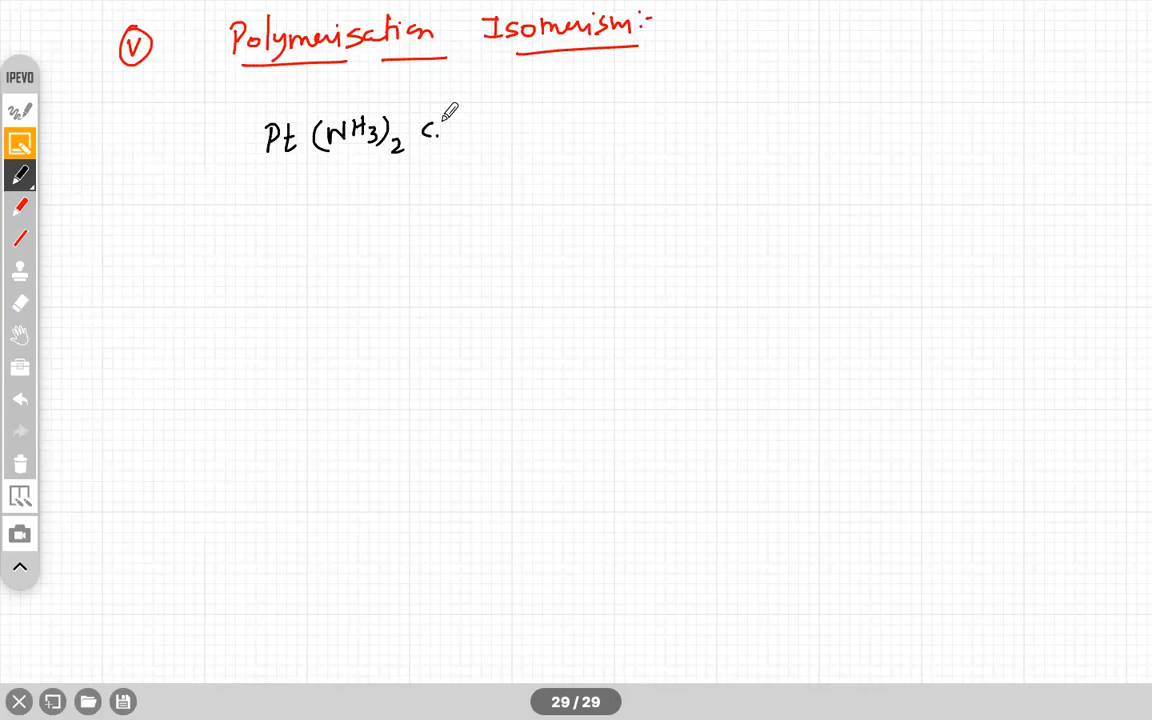 V Polymerisation Isomerism:-
IPEVO
Pt (NH3)2 C
29 / 29